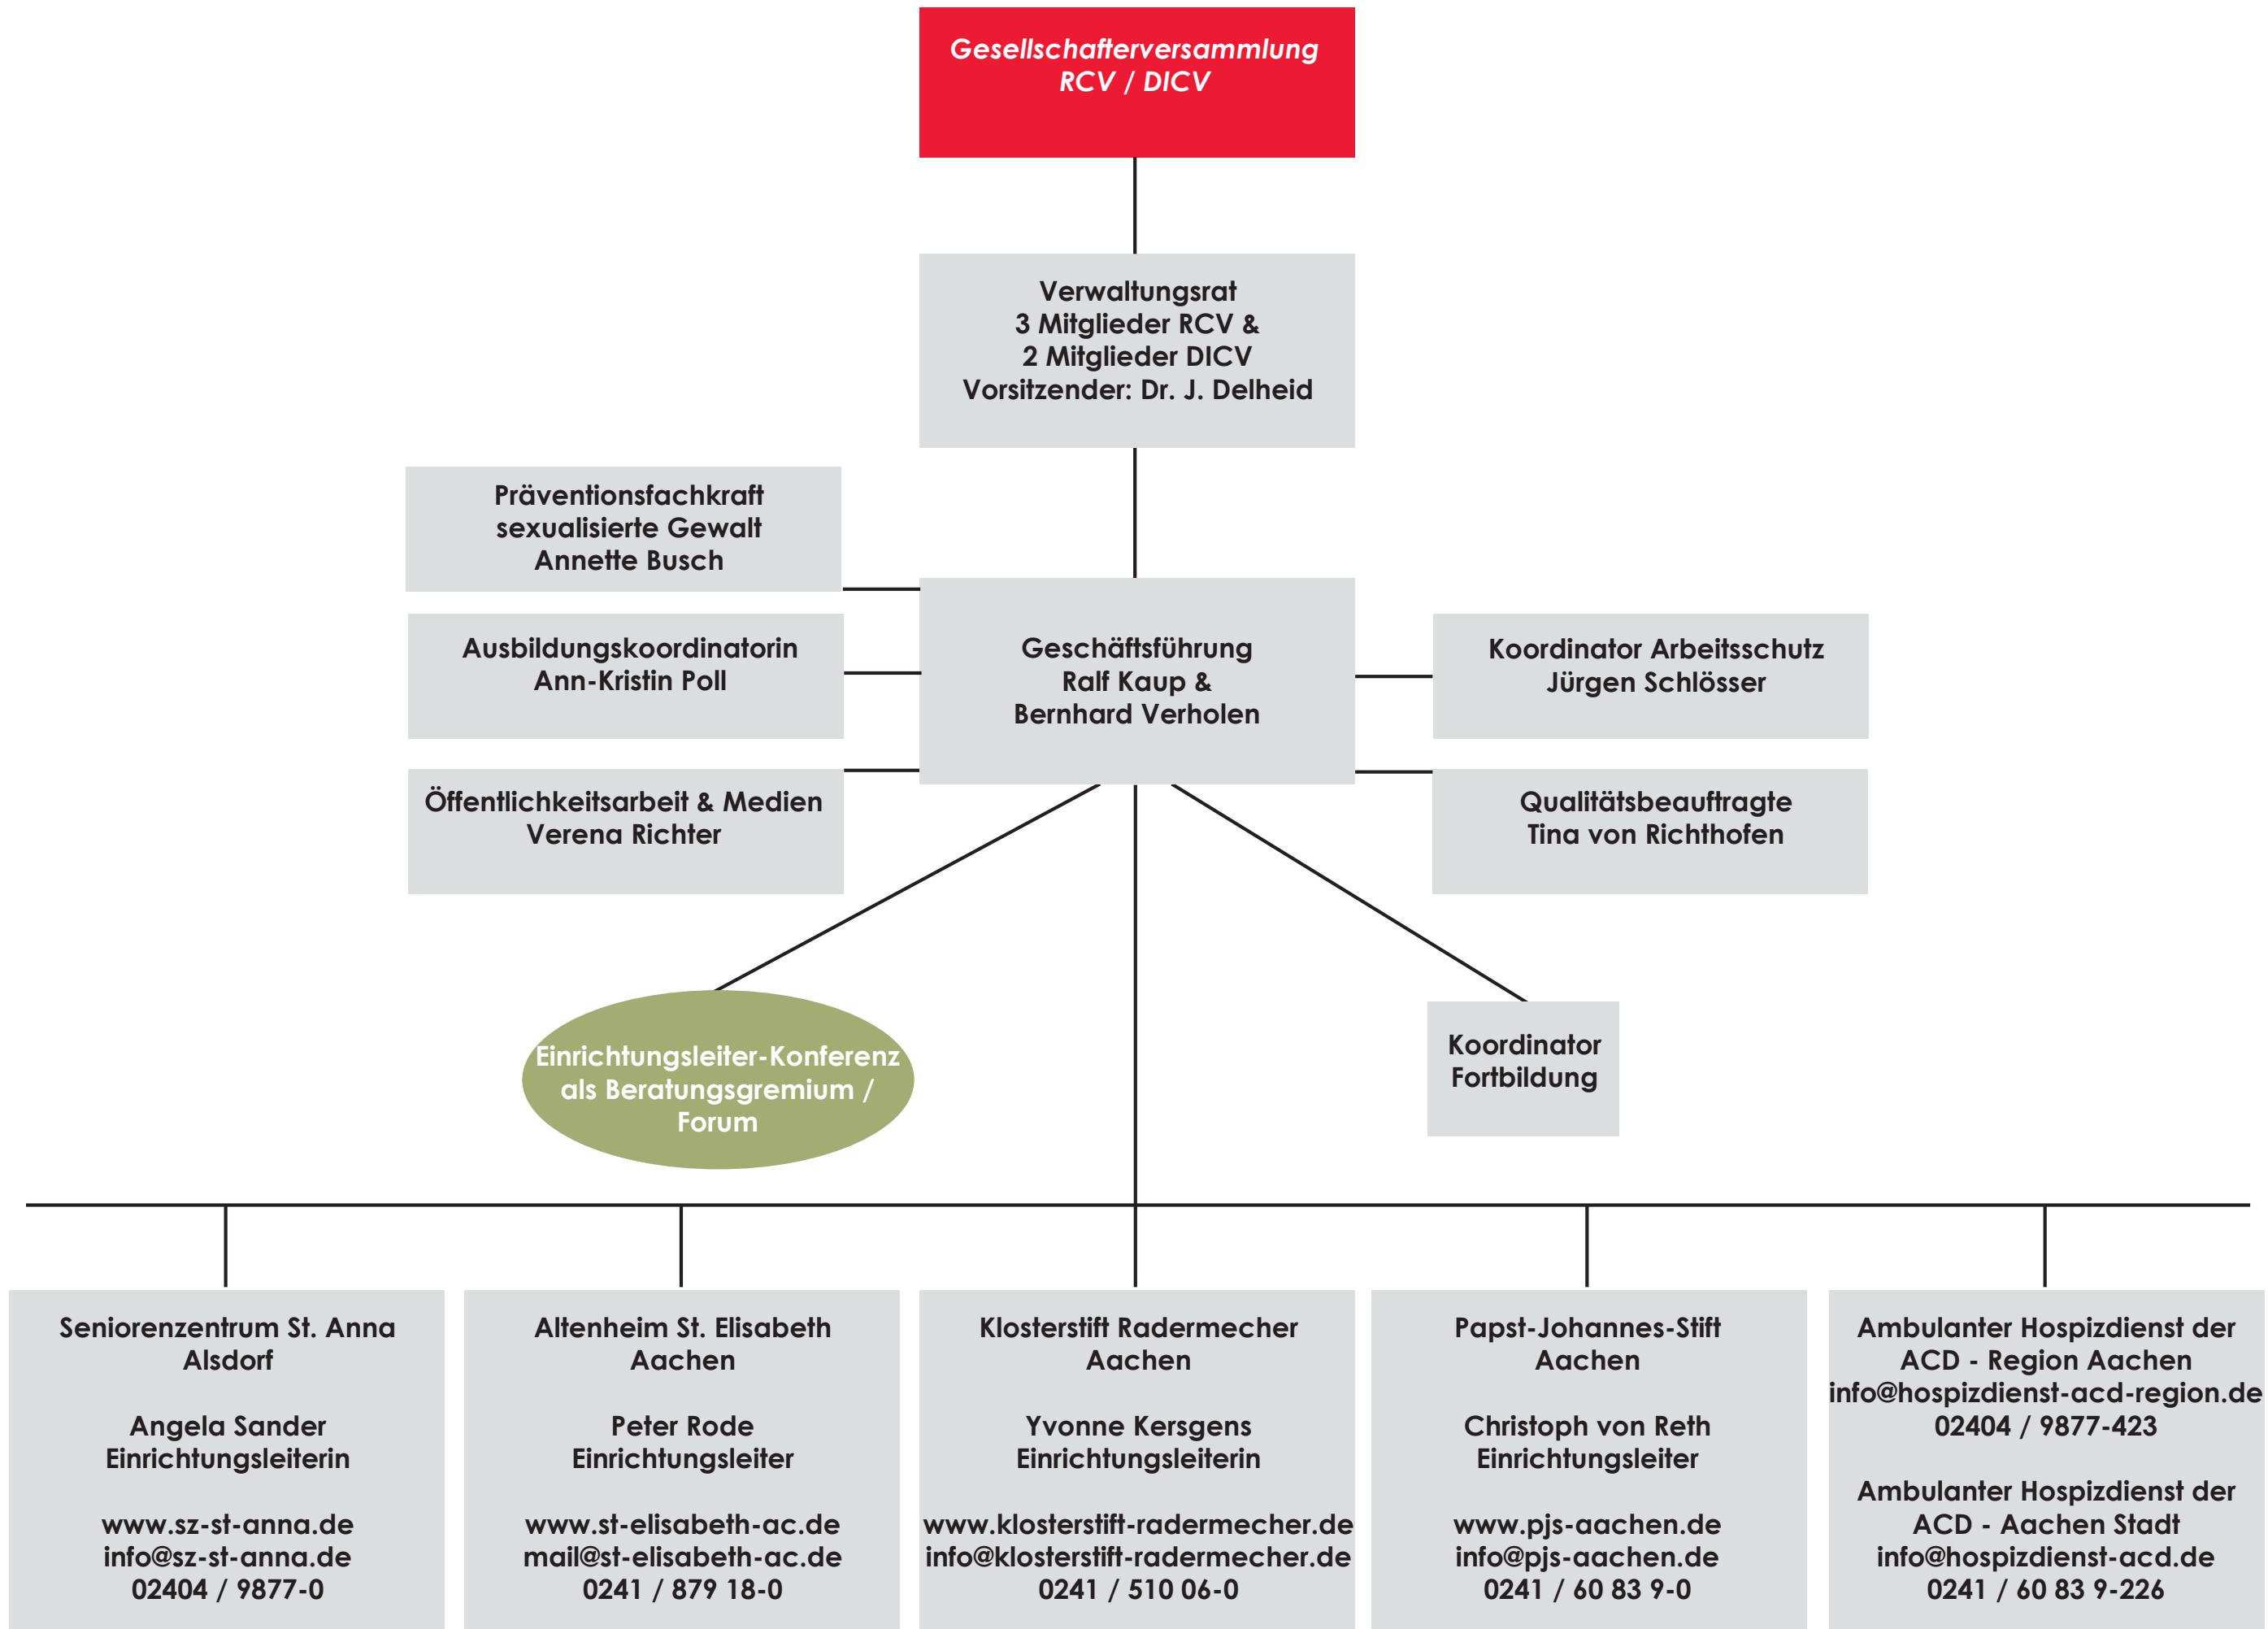 Gesellschafterversammlung
RCV / DICV
Verwaltungsrat
3 Mitglieder RCV &
2 Mitglieder DICV
Vorsitzender: Dr. J. Delheid
Präventionsfachkraft
sexualisierte Gewalt
Annette Busch
Ausbildungskoordinatorin
Ann-Kristin Poll
Öffentlichkeitsarbeit & Medien
Verena Richter
Geschäftsführung
Ralf Kaup &
Bernhard Verholen
Koordinator Arbeitsschutz
Jürgen Schlösser
Qualitätsbeauftragte
Tina von Richthofen
Einrichtungsleiter-Konferenz
als Beratungsgremium /
Forum
Koordinator
Fortbildung
Seniorenzentrum St. Anna
Alsdorf
Angela Sander
Einrichtungsleiterin
www.sz-st-anna.de
info@sz-st-anna.de
02404 / 9877-0
Altenheim St. Elisabeth
Aachen
Peter Rode
Einrichtungsleiter
www.st-elisabeth-ac.de
mail@st-elisabeth-ac.de
0241 / 879 18-0
Klosterstift Radermecher
Aachen
Yvonne Kersgens
Einrichtungsleiterin
www.klosterstift-radermecher.de
info@klosterstift-radermecher.de
0241 / 510 06-0
Papst-Johannes-Stift
Aachen
Christoph von Reth
Einrichtungsleiter
www.pjs-aachen.de
info@pjs-aachen.de
0241 / 60 83 9-0
Ambulanter Hospizdienst der
ACD - Region Aachen
info@hospizdienst-acd-region.de
02404 / 9877-423
Ambulanter Hospizdienst der
ACD - Aachen Stadt
info@hospizdienst-acd.de
0241 / 60 83 9-226